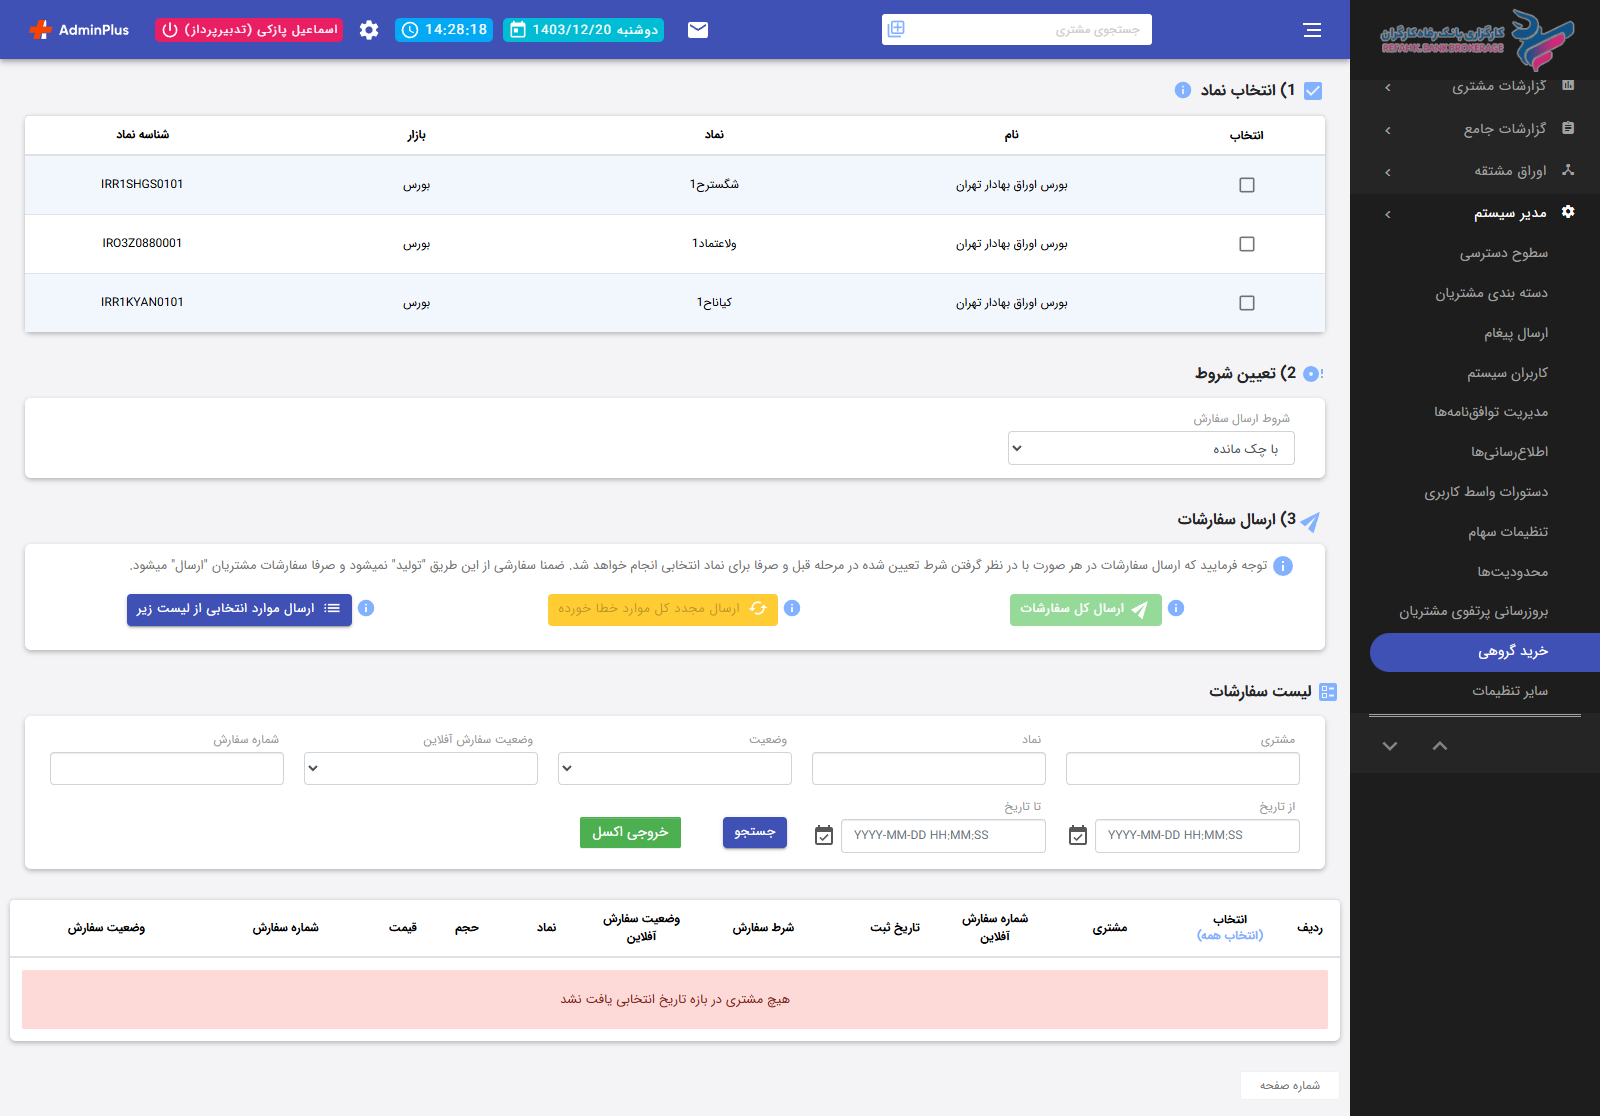 کارگزاری بانک رفاه کارگران
REFAH K. BANK BROKERAGE
جستجوی مشتری
دوشنبه 1403/12/20
14:28:18
اسماعیل پازکی (تدبیرپرداز)
AdminPlus
گزارشات مشتری
گزارشات جامع
اوراق مشتقه
مدیر سیستم
سطوح دسترسی
دسته بندی مشتریان
ارسال پیغام
کاربران سیستم
مدیریت توافق‌نامه‌ها
اطلاع‌رسانی‌ها
دستورات واسط کاربری
تنظیمات سهام
محدودیت‌ها
بروزرسانی پرتفوی مشتریان
خرید گروهی
سایر تنظیمات
1) انتخاب نماد
انتخاب نام نماد بازار شناسه نماد
بورس اوراق بهادار تهران شگسترح1 بورس IRR1SHGS0101
بورس اوراق بهادار تهران ولاعتماد1 بورس IRO3Z0880001
بورس اوراق بهادار تهران کیاناح1 بورس IRR1KYAN0101
2) تعیین شروط
شروط ارسال سفارش
با چک مانده
3) ارسال سفارشات
توجه فرمایید که ارسال سفارشات در هر صورت با در نظر گرفتن شرط تعیین شده در مرحله قبل و صرفا برای نماد انتخابی انجام خواهد شد. ضمنا سفارشی از این طریق "تولید" نمیشود و صرفا سفارشات مشتریان "ارسال" میشود.
ارسال کل سفارشات ارسال مجدد کل موارد خطا خورده ارسال موارد انتخابی از لیست زیر
لیست سفارشات
مشتری نماد وضعیت وضعیت سفارش آفلاین شماره سفارش
از تاریخ تا تاریخ
YYYY-MM-DD HH:MM:SS YYYY-MM-DD HH:MM:SS جستجو خروجی اکسل
ردیف انتخاب (انتخاب همه) مشتری شماره سفارش آفلاین تاریخ ثبت شرط سفارش وضعیت سفارش آفلاین نماد حجم قیمت شماره سفارش وضعیت سفارش
هیچ مشتری در بازه تاریخ انتخابی یافت نشد
شماره صفحه